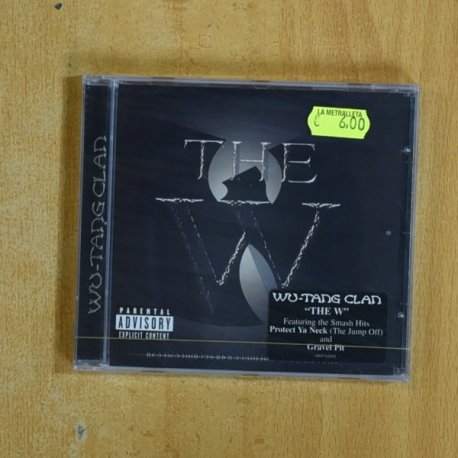 LA METRALLETA
€ 6.00
THE
W
WU-TANG CLAN
PARENTAL
ADVISORY
EXPLICIT CONTENT
WU-TANG CLAN
"THE W"
Featuring the Smash Hits
Protect Ya Neck (The Jump Off)
and
Gravel Pit